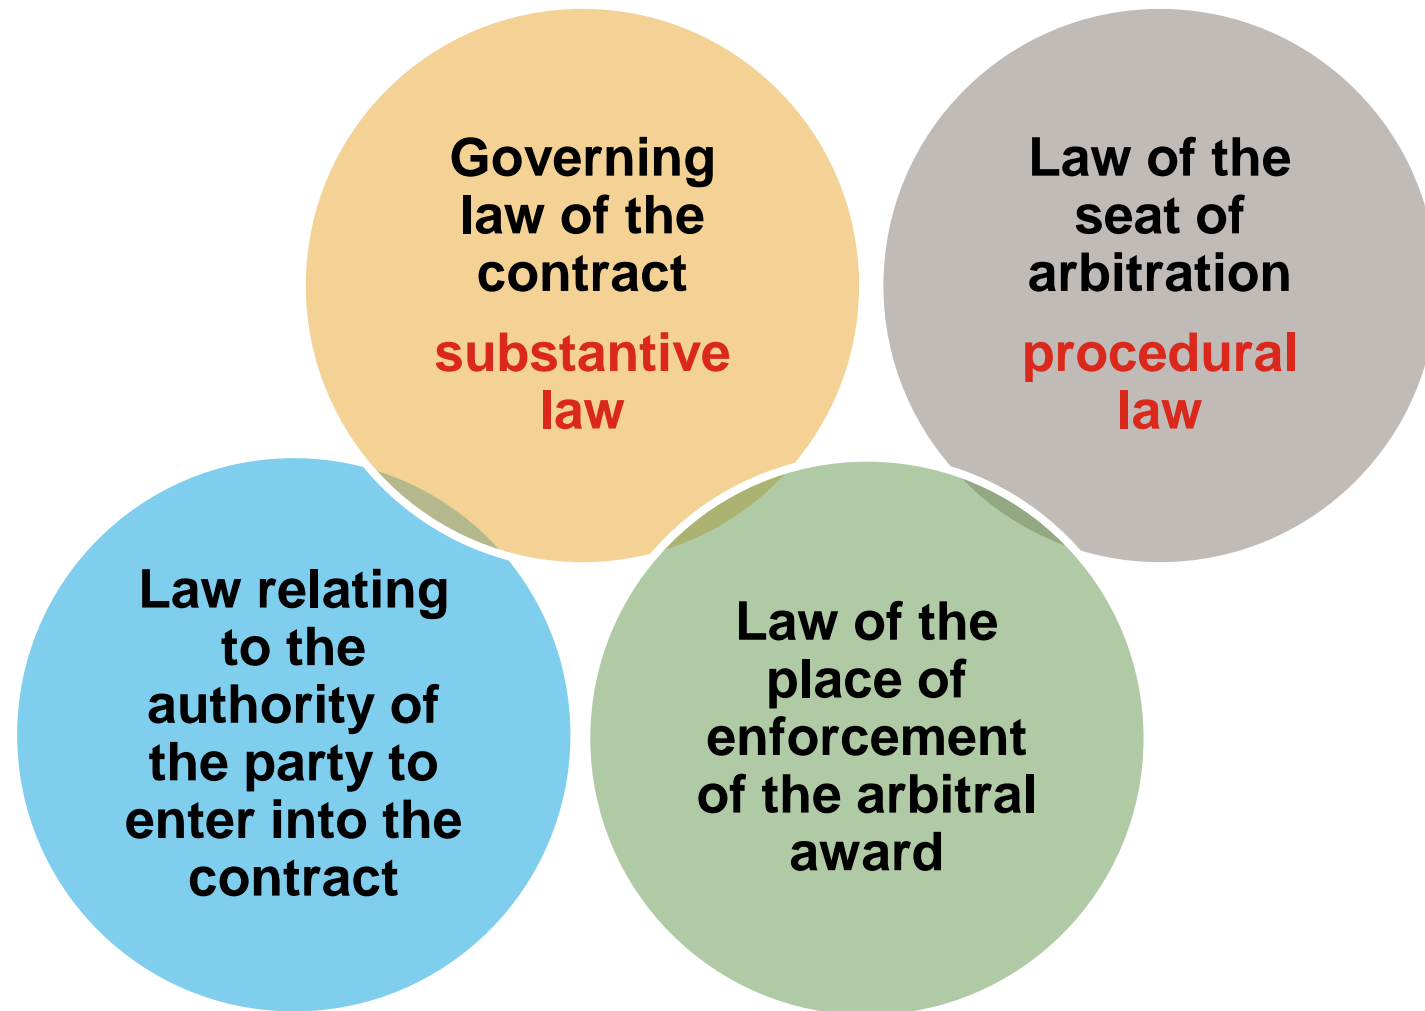 Governing
law of the
contract
substantive
law
Law of the
seat of
arbitration
procedural
law
Law relating
to the
authority of
the party to
enter into the
contract
Law of the
place of
enforcement
of the arbitral
award